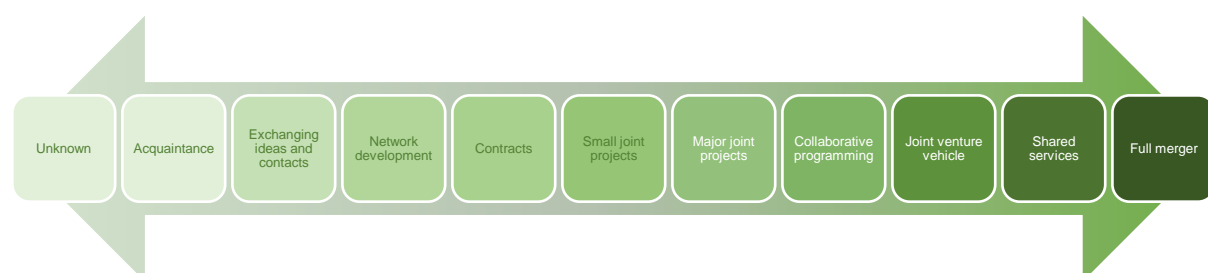 Unknown
Acquaintance
Exchanging
ideas and
contacts
Network
development
Contracts
Small joint
projects
Major joint
projects
Collaborative
programming
Joint venture
vehicle
Shared
services
Full merger